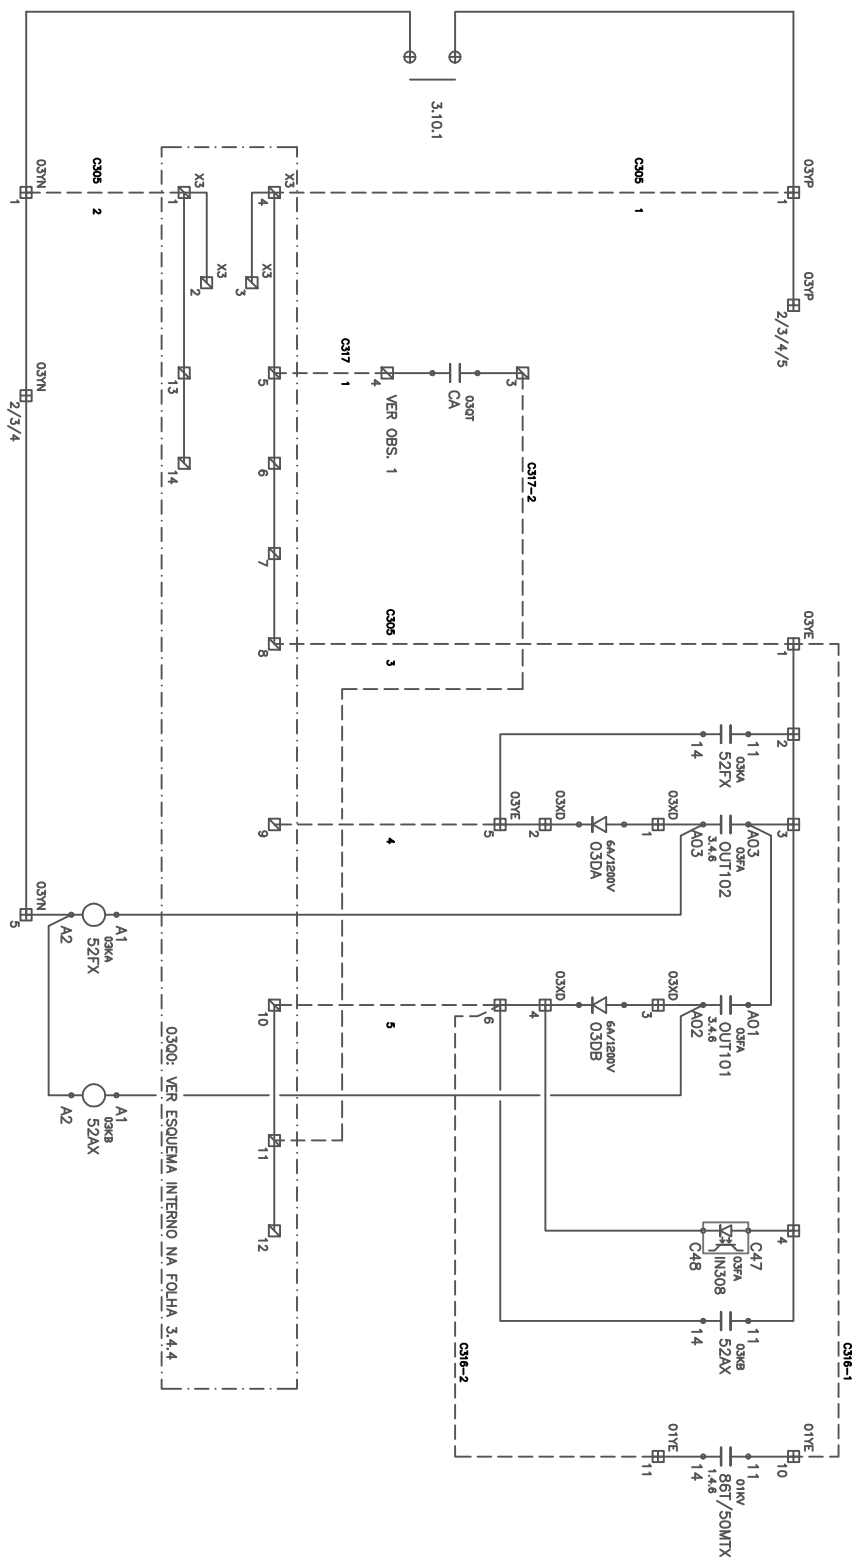 3.10.1
03YP
1
03YP
2/3/4/5
C305
1
X3
4
X3
3
X3
1
X3
2
C305
2
03YN
1
03YN
2/3/4
13
14
5
6
7
8
C317
1
4
VER OBS. 1
03QT
CA
3
C317-2
C305
3
03YE
1
2
11
03KA
52FX
14
3
A03
03FA
OUT102
3.4.6
A03
03XD
1
6A/1200V
03DA
03XD
2
03YE
5
4
9
03YN
5
A2
03KA
52FX
A1
A01
03FA
OUT101
3.4.6
A02
03XD
3
6A/1200V
03DB
03XD
4
6
5
10
11
12
A1
03KB
52AX
A2
03Q0: VER ESQUEMA INTERNO NA FOLHA 3.4.4
4
C47
03FA
IN308
C48
11
03KB
52AX
14
C316-1
C316-2
01YE
10
11
01KV
86T/50MTX
1.4.6
14
01YE
11